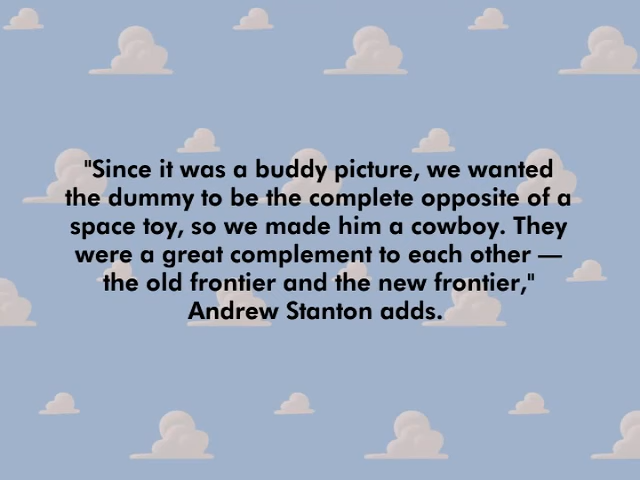 "Since it was a buddy picture, we wanted
the dummy to be the complete opposite of a
space toy, so we made him a cowboy. They
were a great complement to each other —
the old frontier and the new frontier,"
Andrew Stanton adds.